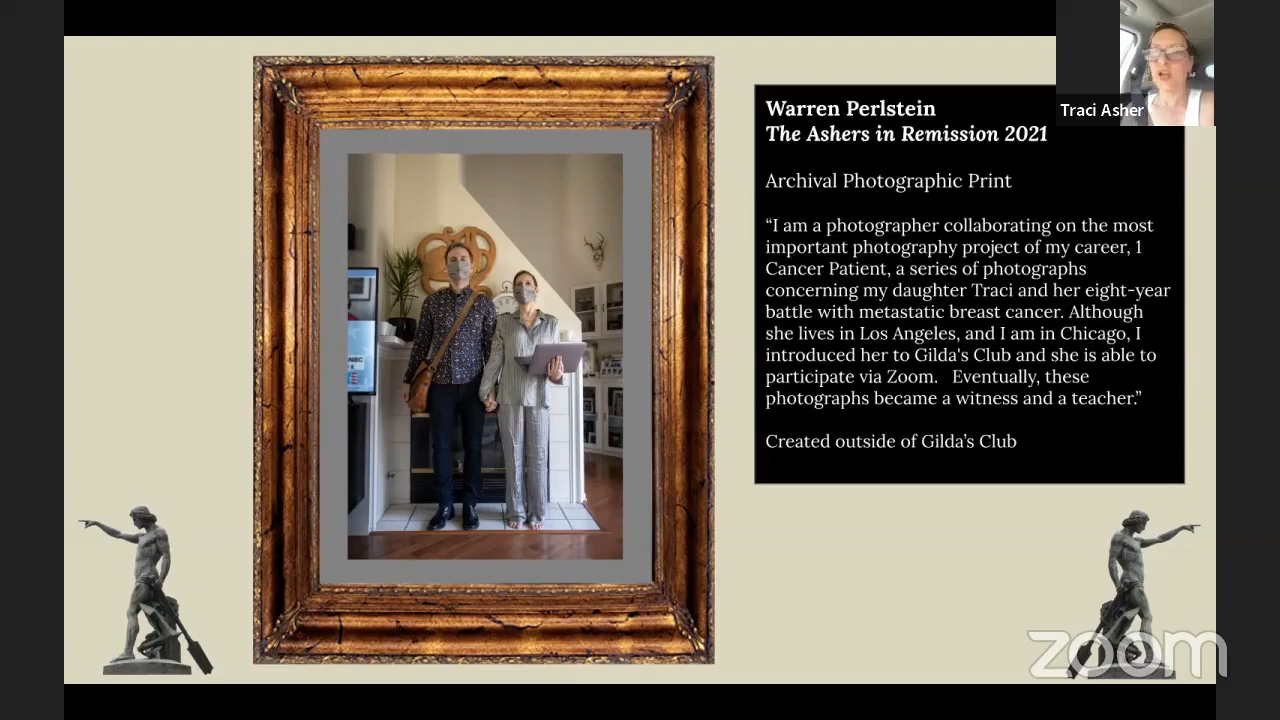 Traci Asher
Warren Perlstein
The Ashers in Remission 2021
Archival Photographic Print
“I am a photographer collaborating on the most
important photography project of my career, 1
Cancer Patient, a series of photographs
concerning my daughter Traci and her eight-year
battle with metastatic breast cancer. Although
she lives in Los Angeles, and I am in Chicago, I
introduced her to Gilda's Club and she is able to
participate via Zoom.   Eventually, these
photographs became a witness and a teacher.”
Created outside of Gilda’s Club
NBC
zoom